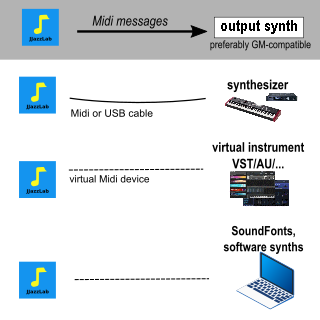 Midi messages
output synth
JJazzLab
preferably GM-compatible
synthesizer
JJazzLab
Midi or USB cable
virtual instrument
VST/AU/...
JJazzLab
virtual Midi device
SoundFonts,
software synths
JJazzLab